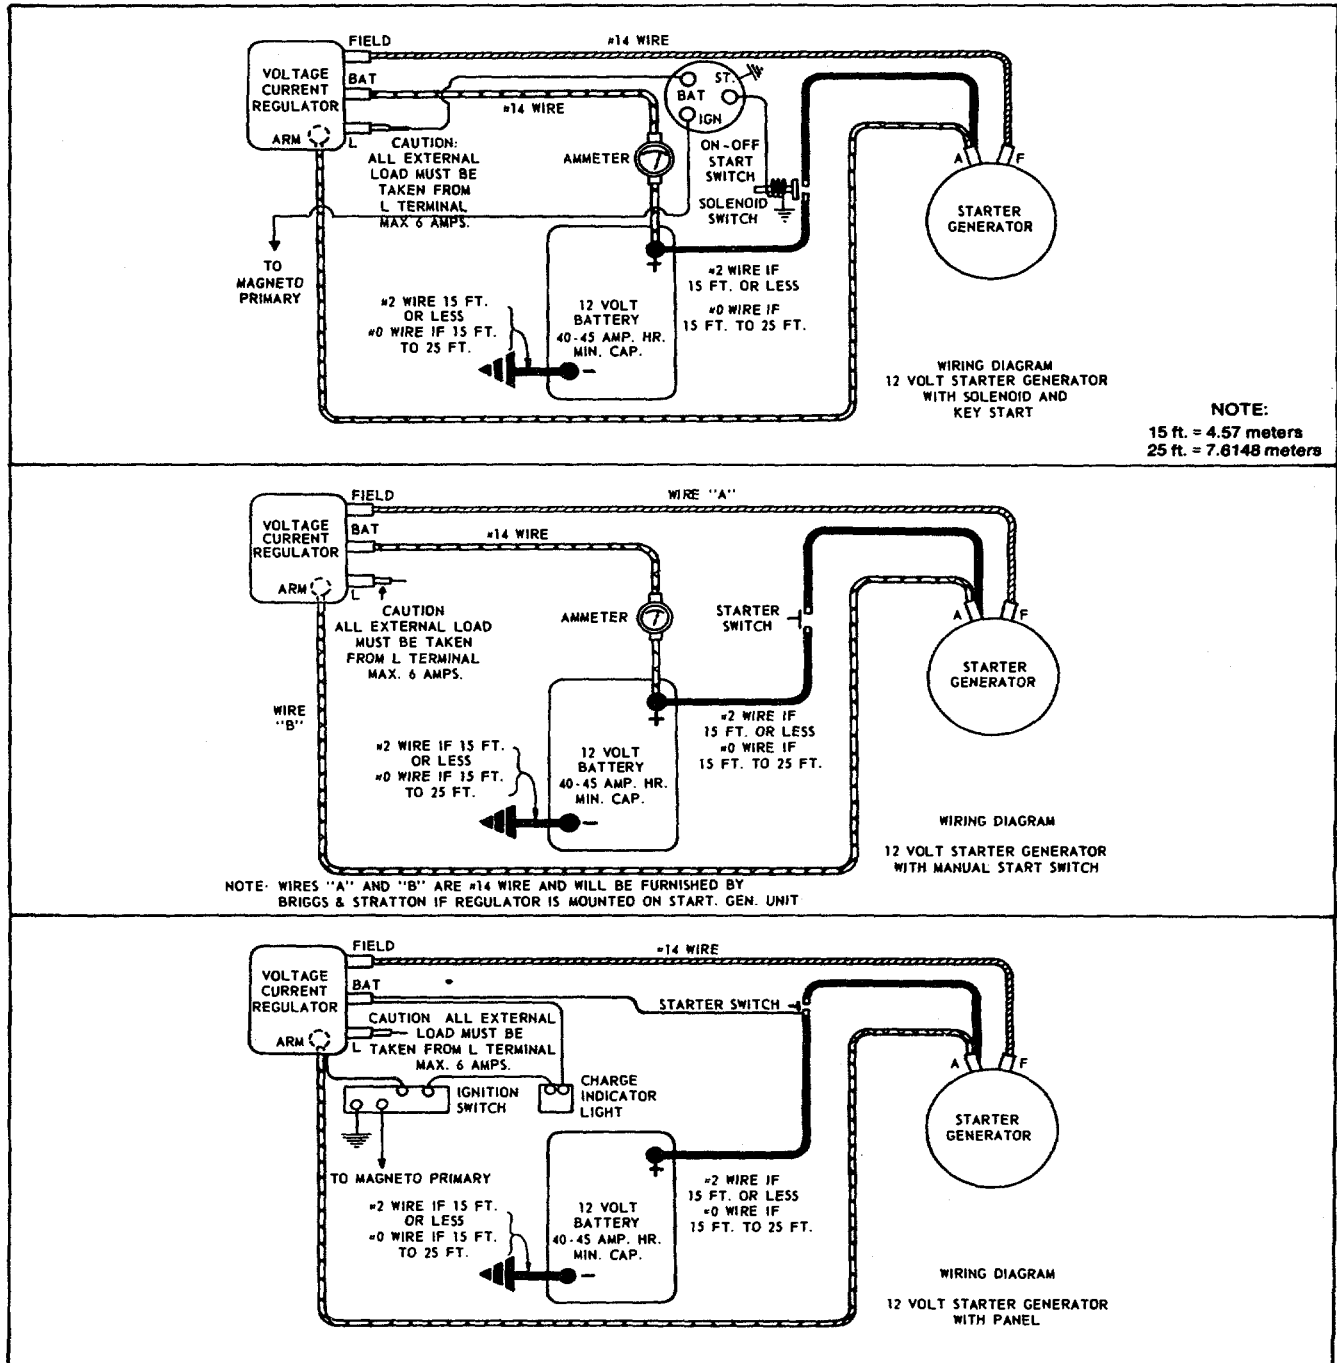 FIELD
#14 WIRE
VOLTAGE
CURRENT
REGULATOR
BAT
ARM
L
#14 WIRE
ST.
BAT
IGN
CAUTION:
ALL EXTERNAL
LOAD MUST BE
TAKEN FROM
L TERMINAL
MAX 6 AMPS.
AMMETER
ON-OFF
START
SWITCH
SOLENOID
SWITCH
A
F
STARTER
GENERATOR
TO
MAGNETO
PRIMARY
+
#2 WIRE IF
15 FT. OR LESS
#0 WIRE IF
15 FT. TO 25 FT.
#2 WIRE 15 FT.
OR LESS
#0 WIRE IF 15 FT.
TO 25 FT.
12 VOLT
BATTERY
40-45 AMP. HR.
MIN. CAP.
-
WIRING DIAGRAM
12 VOLT STARTER GENERATOR
WITH SOLENOID AND
KEY START
NOTE:
15 ft. = 4.57 meters
25 ft. = 7.6148 meters
FIELD
WIRE "A"
VOLTAGE
CURRENT
REGULATOR
BAT
#14 WIRE
ARM
L
CAUTION
ALL EXTERNAL LOAD
MUST BE TAKEN
FROM L TERMINAL
MAX. 6 AMPS.
AMMETER
STARTER
SWITCH
A
F
STARTER
GENERATOR
WIRE
"B"
+
#2 WIRE IF
15 FT. OR LESS
#0 WIRE IF
15 FT. TO 25 FT.
#2 WIRE IF 15 FT.
OR LESS
#0 WIRE IF 15 FT.
TO 25 FT.
12 VOLT
BATTERY
40-45 AMP. HR.
MIN. CAP.
-
WIRING DIAGRAM
12 VOLT STARTER GENERATOR
WITH MANUAL START SWITCH
NOTE· WIRES "A" AND "B" ARE #14 WIRE AND WILL BE FURNISHED BY
BRIGGS & STRATTON IF REGULATOR IS MOUNTED ON START. GEN. UNIT
FIELD
#14 WIRE
VOLTAGE
CURRENT
REGULATOR
BAT
ARM
L
CAUTION ALL EXTERNAL
LOAD MUST BE
TAKEN FROM L TERMINAL
MAX. 6 AMPS.
STARTER SWITCH
A
F
IGNITION
SWITCH
CHARGE
INDICATOR
LIGHT
STARTER
GENERATOR
TO MAGNETO PRIMARY
+
#2 WIRE IF
15 FT. OR LESS
#0 WIRE IF
15 FT. TO 25 FT.
#2 WIRE IF 15 FT.
OR LESS
#0 WIRE IF 15 FT.
TO 25 FT.
12 VOLT
BATTERY
40-45 AMP. HR.
MIN. CAP.
-
WIRING DIAGRAM
12 VOLT STARTER GENERATOR
WITH PANEL